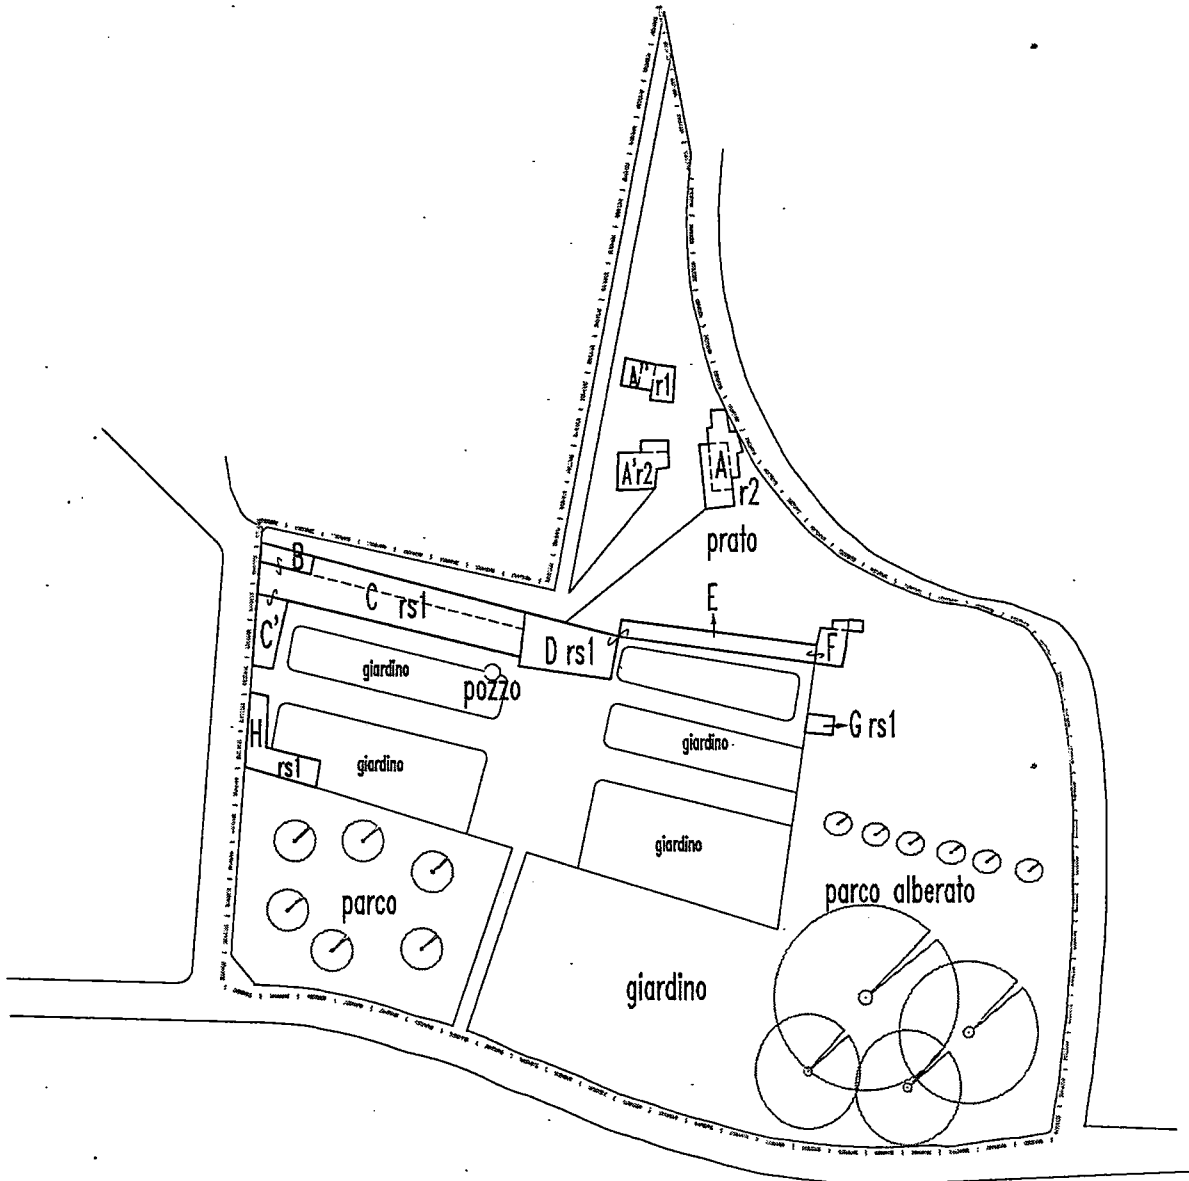 A'' r1
A'r2
A
r2
prato
E
B
C rs1
C'
D rs1
F
giardino
pozzo
G rs1
H
rs1
giardino
giardino
giardino
parco
parco alberato
giardino